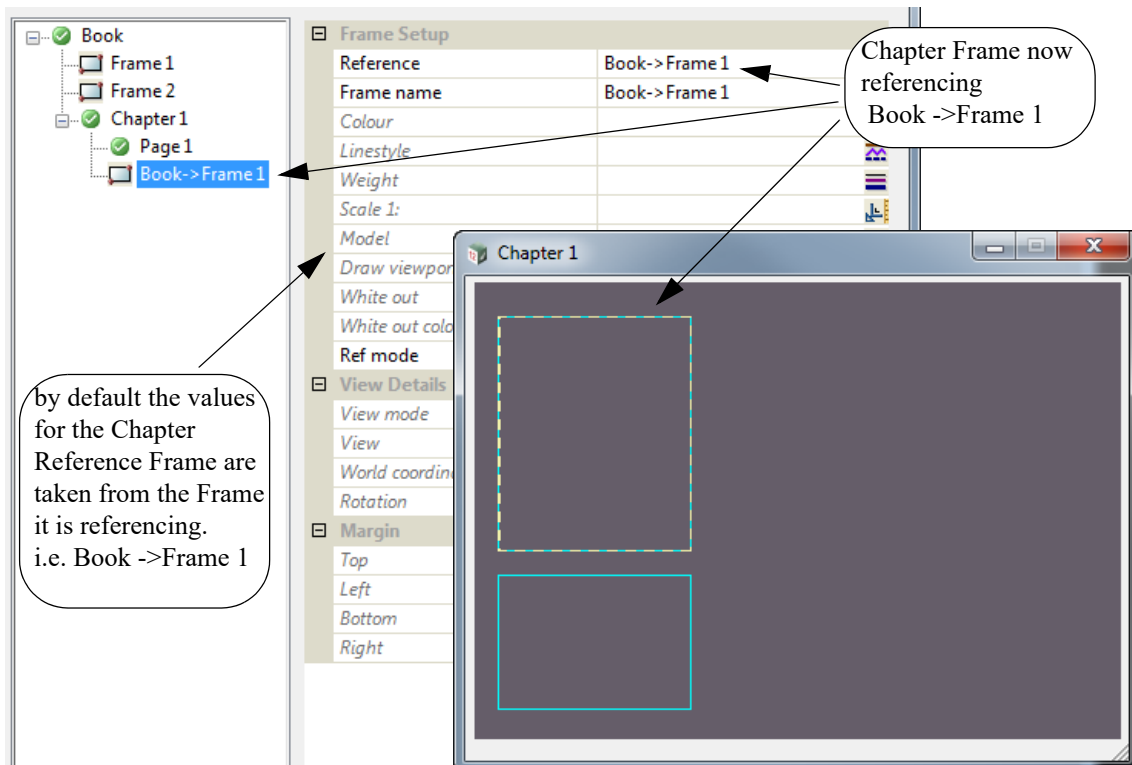 Book
Frame 1
Frame 2
Chapter 1
Page 1
Book->Frame 1
Frame Setup
Reference Book->Frame 1
Frame name Book->Frame 1
Colour
Linestyle
Weight
Scale 1:
Model
Draw viewpor
White out
White out colo
Ref mode
View Details
View mode
View
World coordin
Rotation
Margin
Top
Left
Bottom
Right
Chapter Frame now
referencing
Book ->Frame 1
Chapter 1
by default the values
for the Chapter
Reference Frame are
taken from the Frame
it is referencing.
i.e. Book ->Frame 1